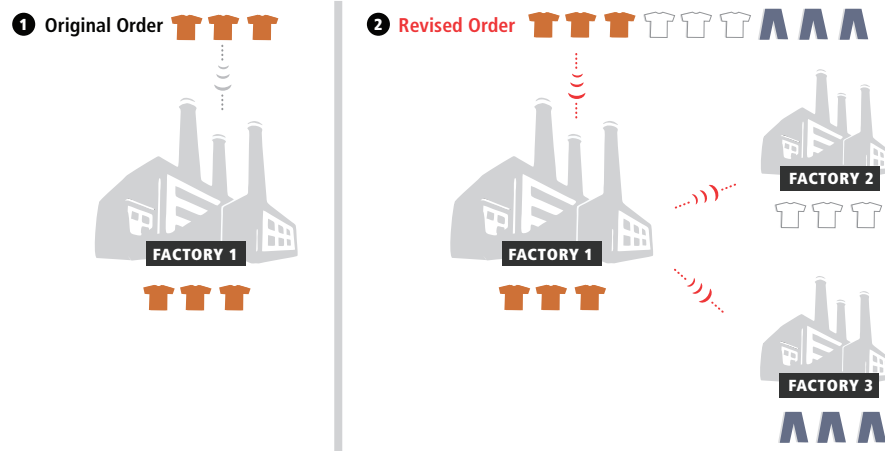 1 Original Order
FACTORY 1
2 Revised Order
FACTORY 1
FACTORY 2
FACTORY 3